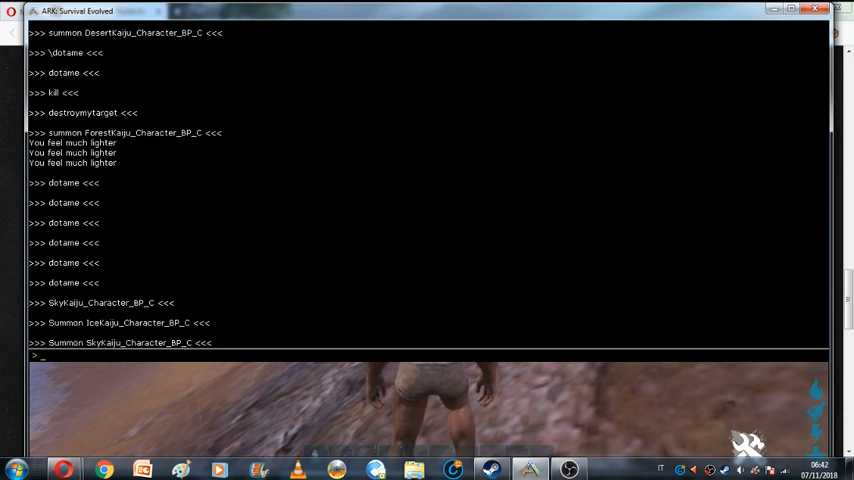 ARK: Survival Evolved
>>> summon DesertKaiju_Character_BP_C <<<
>>> \dotame <<<
>>> dotame <<<
>>> kill <<<
>>> destroymytarget <<<
>>> summon ForestKaiju_Character_BP_C <<<
You feel much lighter
You feel much lighter
You feel much lighter
>>> dotame <<<
>>> dotame <<<
>>> dotame <<<
>>> dotame <<<
>>> dotame <<<
>>> dotame <<<
>>> SkyKaiju_Character_BP_C <<<
>>> Summon IceKaiju_Character_BP_C <<<
>>> Summon SkyKaiju_Character_BP_C <<<
> _
IT
06:42
07/11/2018